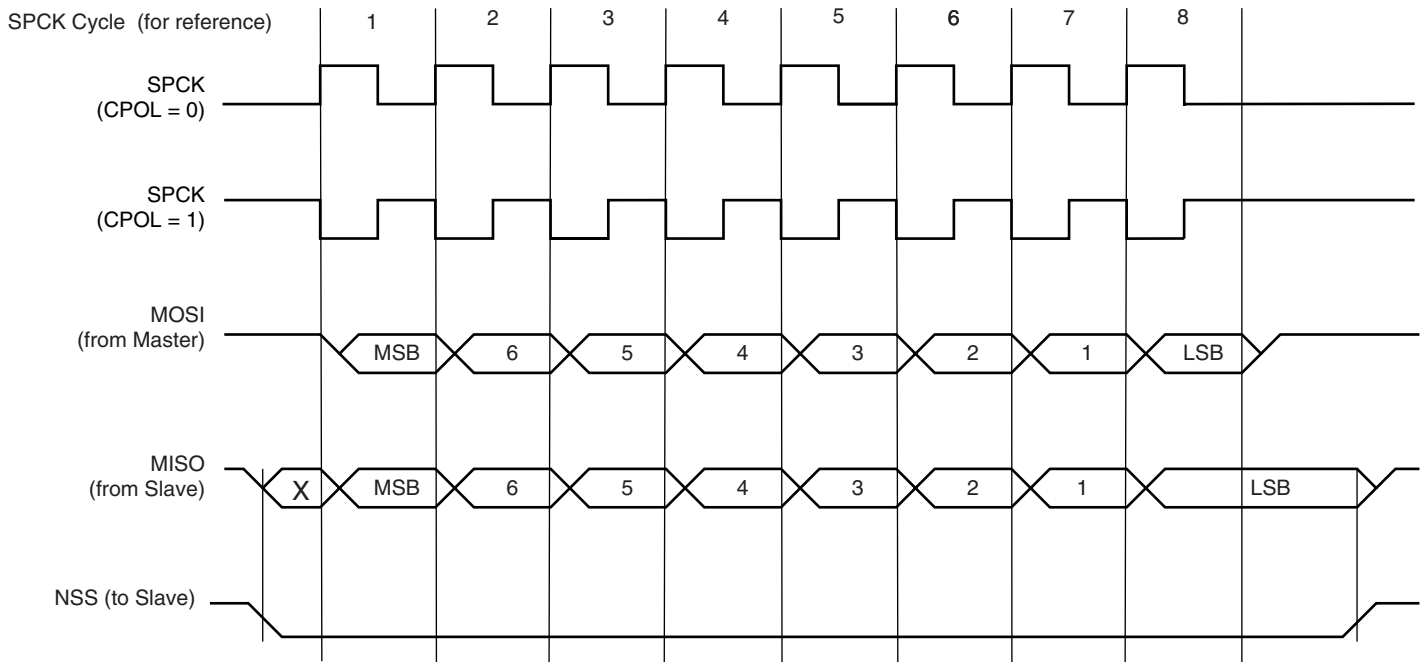 SPCK Cycle (for reference) 1 2 3 4 5 6 7 8
SPCK
(CPOL = 0)
SPCK
(CPOL = 1)
MOSI
(from Master)
MSB 6 5 4 3 2 1 LSB
MISO
(from Slave)
X MSB 6 5 4 3 2 1 LSB
NSS (to Slave)